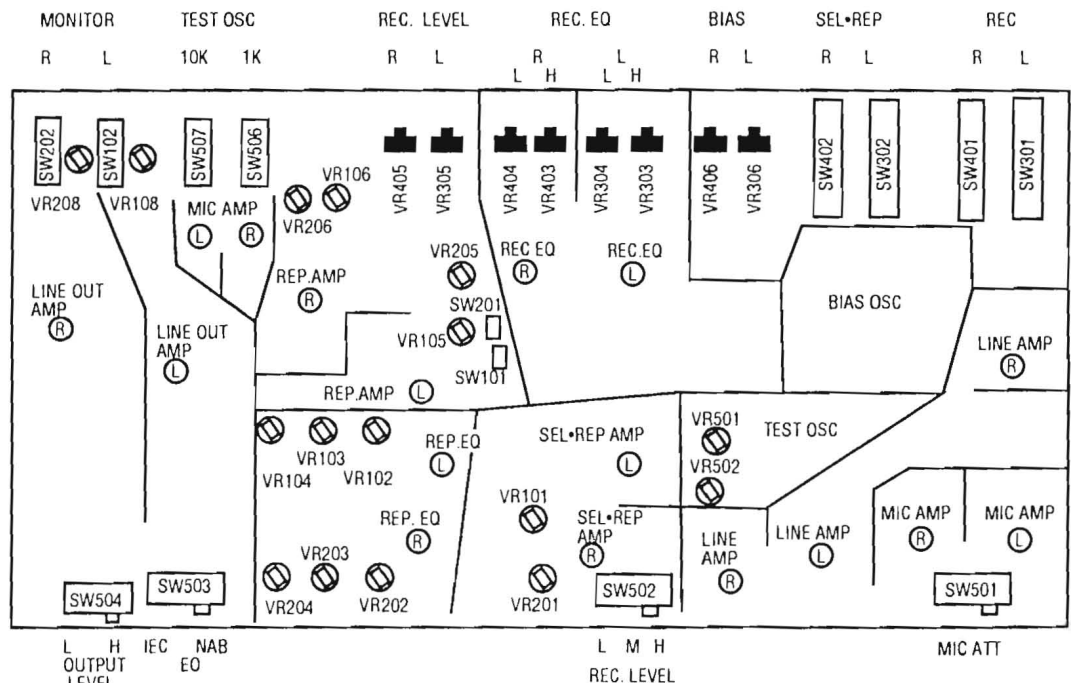 MONITOR TEST OSC REC. LEVEL REC. EQ BIAS SEL•REP REC
R L 10K 1K R L R L R L R L R L
L H L H
SW202 SW102 SW507 SW506 VR405 VR305 VR404 VR403 VR304 VR303 VR406 VR306 SW402 SW302 SW401 SW301
VR208 VR108 VR106
MIC AMP VR206
L R
VR205 REC EQ REC.EQ
R L
REP.AMP
R
LINE OUT
AMP
R
SW201
BIAS OSC
LINE OUT
AMP
L
VR105
LINE AMP
R
SW101
REP.AMP L
VR501 TEST OSC
VR103 REP.EQ SEL•REP AMP
VR104 VR102 L L
VR502
VR101
REP. EQ
R
SEL•REP
AMP
R
LINE
AMP
R
LINE AMP
L
MIC AMP
R
MIC AMP
L
VR203
VR204 VR202 VR201
SW504 SW503 SW502 SW501
L H IEC NAB L M H MIC ATT
OUTPUT EQ
LEVEL REC. LEVEL